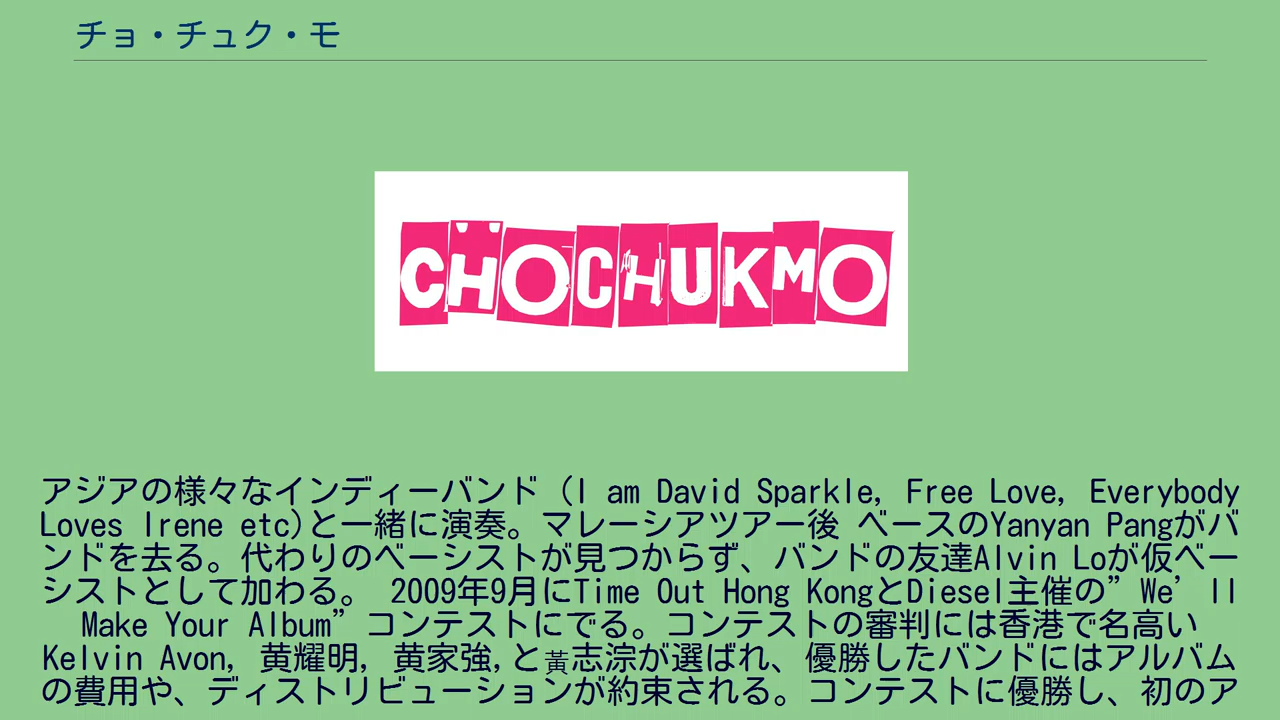 チョ・チュク・モ
CHOCHUKMO
アジアの様々なインディーバンド (I am David Sparkle, Free Love, Everybody
Loves Irene etc)と一緒に演奏。マレーシアツアー後 ベースのYanyan Pangがバ
ンドを去る。代わりのベーシストが見つからず、バンドの友達Alvin Loが仮ベー
シストとして加わる。 2009年9月にTime Out Hong KongとDiesel主催の”We’ll
Make Your Album”コンテストにでる。コンテストの審判には香港で名高い
Kelvin Avon, 黄耀明, 黄家強,と黃志淙が選ばれ、優勝したバンドにはアルバム
の費用や、ディストリビューションが約束される。コンテストに優勝し、初のア